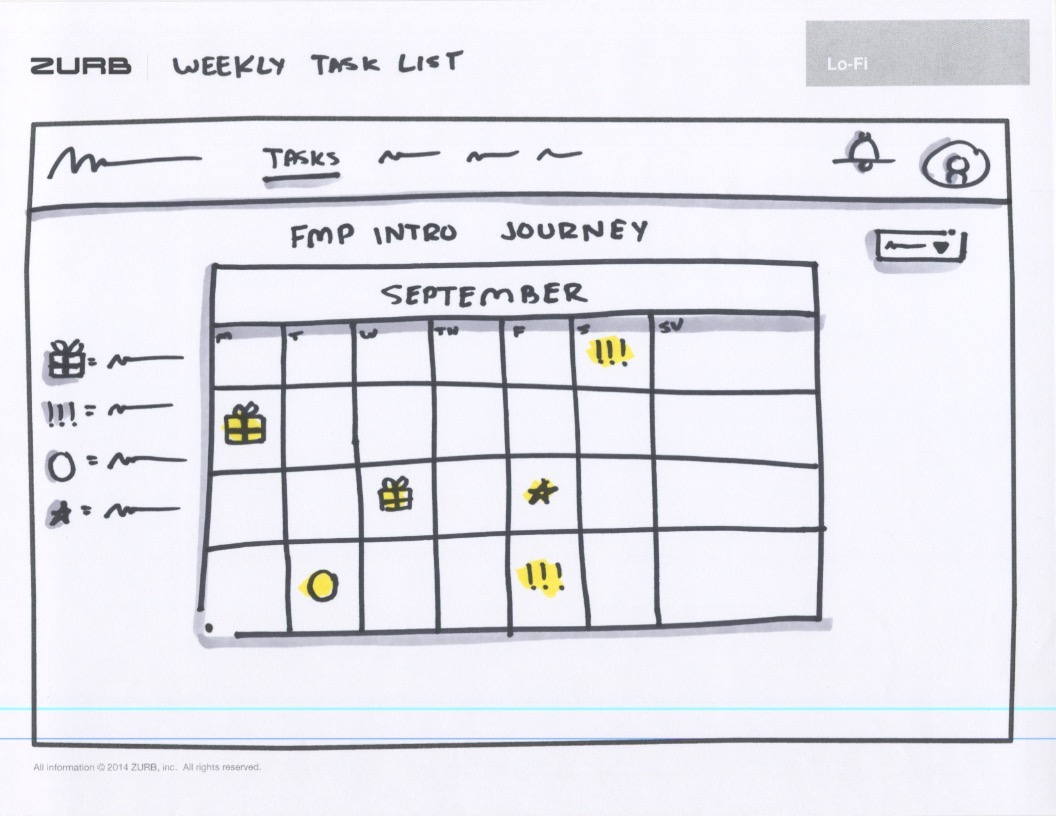 ZURB WEEKLY TASK LIST
Lo-Fi
TASKS
FMP INTRO JOURNEY
SEPTEMBER
M T W TH F S SU
!!!
!!! =
=
=
=
!!!
All information © 2014 ZURB, inc. All rights reserved.